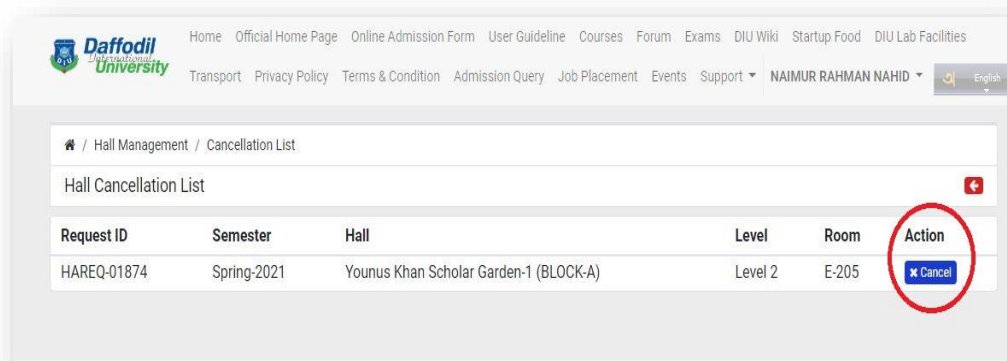 Daffodil
International
University
DIU
Home Official Home Page Online Admission Form User Guideline Courses Forum Exams DIU Wiki Startup Food DIU Lab Facilities
Transport Privacy Policy Terms & Condition Admission Query Job Placement Events Support NAIMUR RAHMAN NAHID অ English
/ Hall Management / Cancellation List
Hall Cancellation List
Request ID Semester Hall Level Room Action
HAREQ-01874 Spring-2021 Younus Khan Scholar Garden-1 (BLOCK-A) Level 2 E-205 Cancel